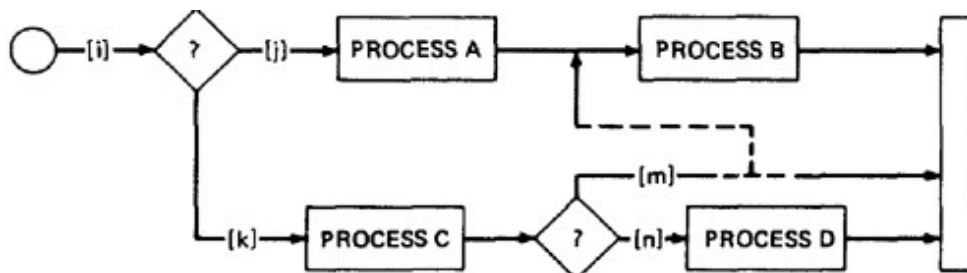 [i] ? [j] PROCESS A PROCESS B
[m]
[k] PROCESS C ? [n] PROCESS D